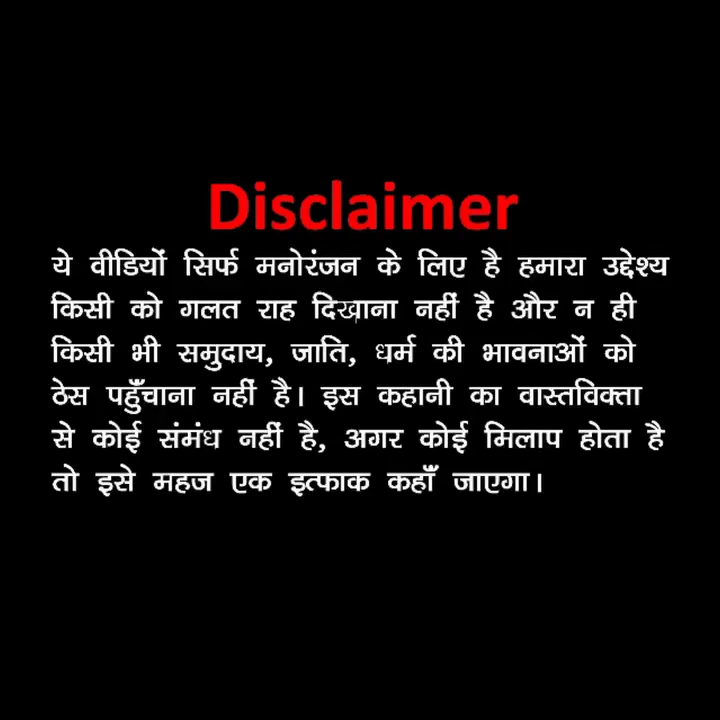 Disclaimer
ये वीडियों सिर्फ मनोरंजन के लिए है हमारा उद्देश्य
किसी को गलत राह दिखाना नहीं है और न ही
किसी भी समुदाय, जाति, धर्म की भावनाओं को
ठेस पहुँचाना नहीं है। इस कहानी का वास्तविक्ता
से कोई संमंध नहीं है, अगर कोई मिलाप होता है
तो इसे महज एक इत्फाक कहाँ जाएगा।